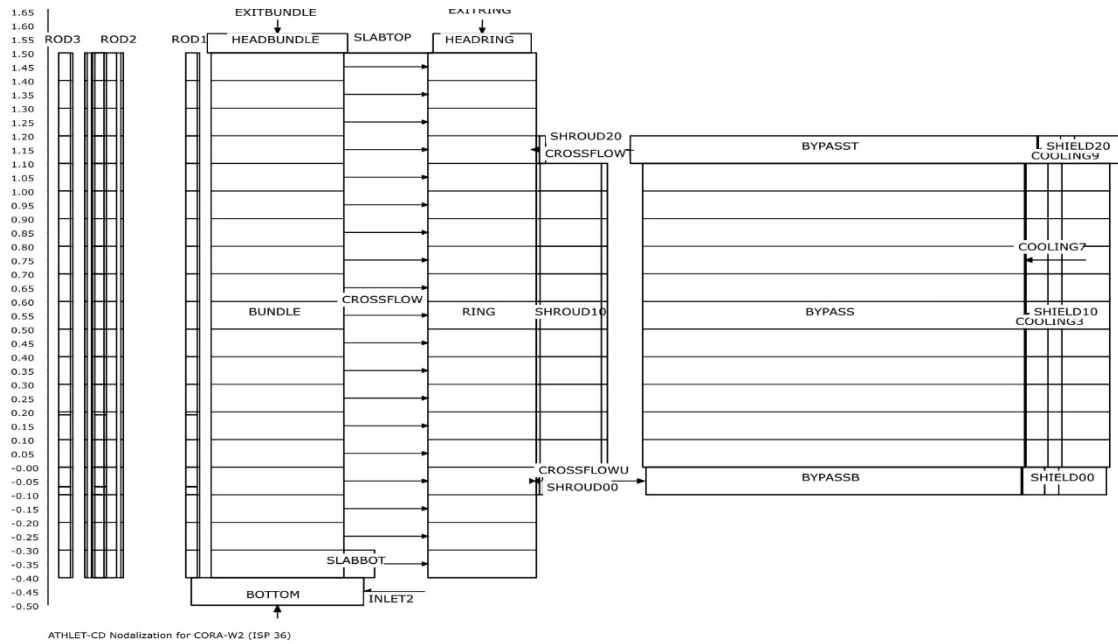 EXITBUNDLE
EXITRING
1.65
1.60
1.55
1.50
1.40
1.35
1.30
1.25
1.20
1.15
1.10
1.05
1.00
0.95
0.90
0.85
0.80
0.75
0.70
0.65
0.60
0.55
0.50
0.45
0.40
0.35
0.30
0.25
0.20
0.15
0.10
0.05
-0.00
-0.05
-0.10
-0.15
-0.20
-0.25
-0.30
-0.35
-0.40
-0.45
-0.50
ROD3
ROD2
ROD1
HEADBUNDLE
SLABTOP
HEADRING
SHROUD20
CROSSFLOW
BYPASST
SHIELD20
COOLING9
COOLING7
CROSSFLOW
BUNDLE
RING
SHROUD10
BYPASS
SHIELD10
COOLING3
CROSSFLOWU
SHROUD00
BYPASSB
SHIELD00
SLABBOT
BOTTOM
INLET2
ATHLET-CD Nodalization for CORA-W2 (ISP 36)